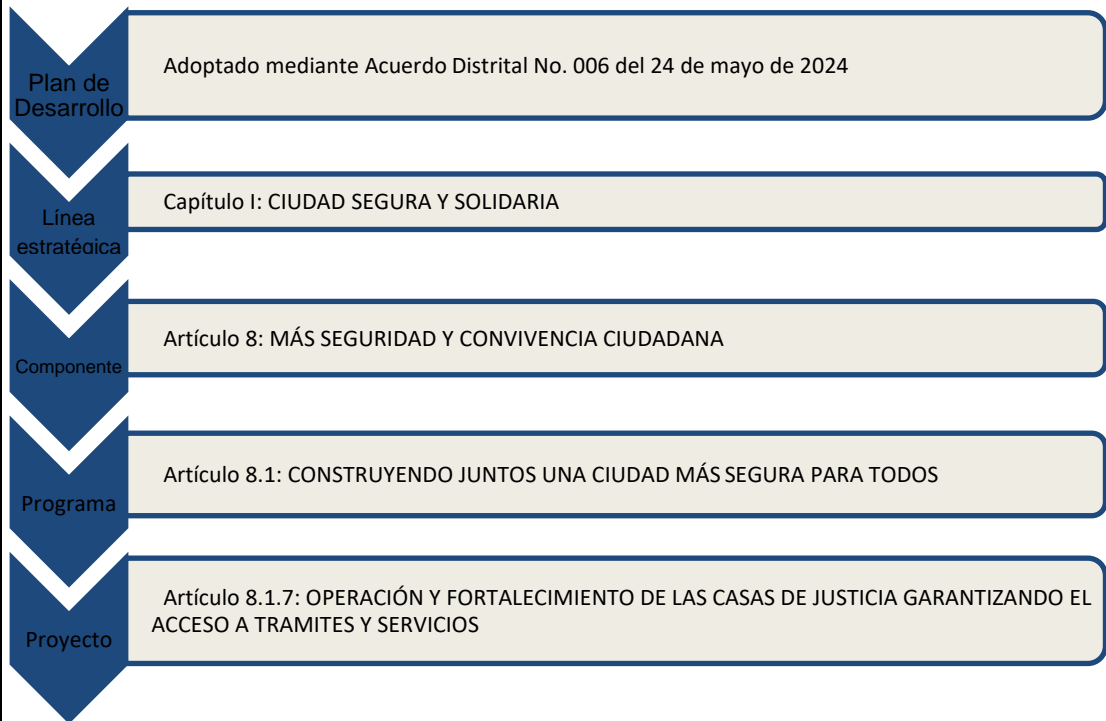 Plan de
Desarrollo
Adoptado mediante Acuerdo Distrital No. 006 del 24 de mayo de 2024
Línea
estratégica
Capítulo I: CIUDAD SEGURA Y SOLIDARIA
Componente
Artículo 8: MÁS SEGURIDAD Y CONVIVENCIA CIUDADANA
Programa
Artículo 8.1: CONSTRUYENDO JUNTOS UNA CIUDAD MÁS SEGURA PARA TODOS
Proyecto
Artículo 8.1.7: OPERACIÓN Y FORTALECIMIENTO DE LAS CASAS DE JUSTICIA GARANTIZANDO EL
ACCESO A TRAMITES Y SERVICIOS